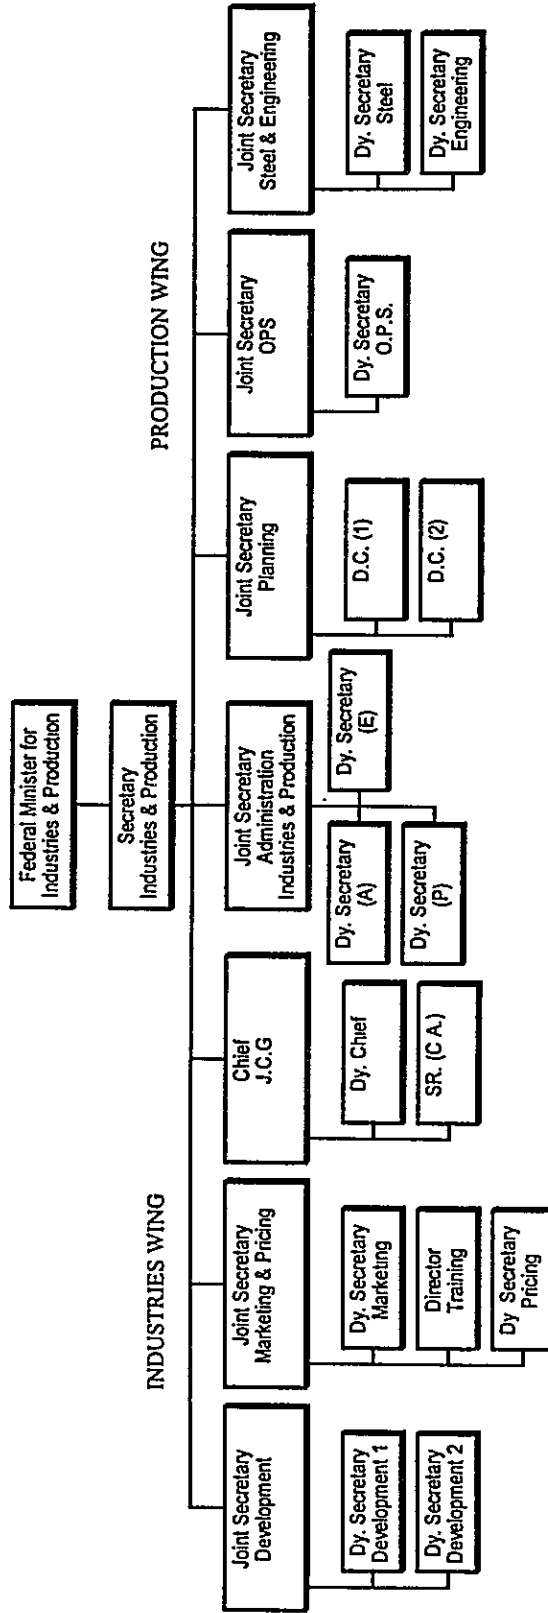 Federal Minister for
Industries & Production
Secretary
Industries & Production
INDUSTRIES WING
PRODUCTION WING
Joint Secretary
Development
Dy. Secretary
Development 1
Dy. Secretary
Development 2
Joint Secretary
Marketing & Pricing
Dy. Secretary
Marketing
Director
Training
Dy Secretary
Pricing
Chief
J.C.G
Dy. Chief
SR. (C A.)
Joint Secretary
Administration
Industries & Production
Dy. Secretary
(A)
Dy. Secretary
(E)
Dy. Secretary
(P)
Joint Secretary
Planning
D.C. (1)
D.C. (2)
Joint Secretary
OPS
Dy. Secretary
O.P.S.
Joint Secretary
Steel & Engineering
Dy. Secretary
Steel
Dy. Secretary
Engineering